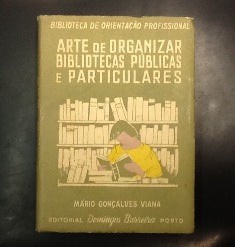 BIBLIOTECA DE ORIENTAÇÃO PROFISSIONAL
ARTE DE ORGANIZAR
BIBLIOTECAS PÚBLICAS
E PARTICULARES
MÁRIO GONÇALVES VIANA
EDITORIAL Domingos Barreira PORTO